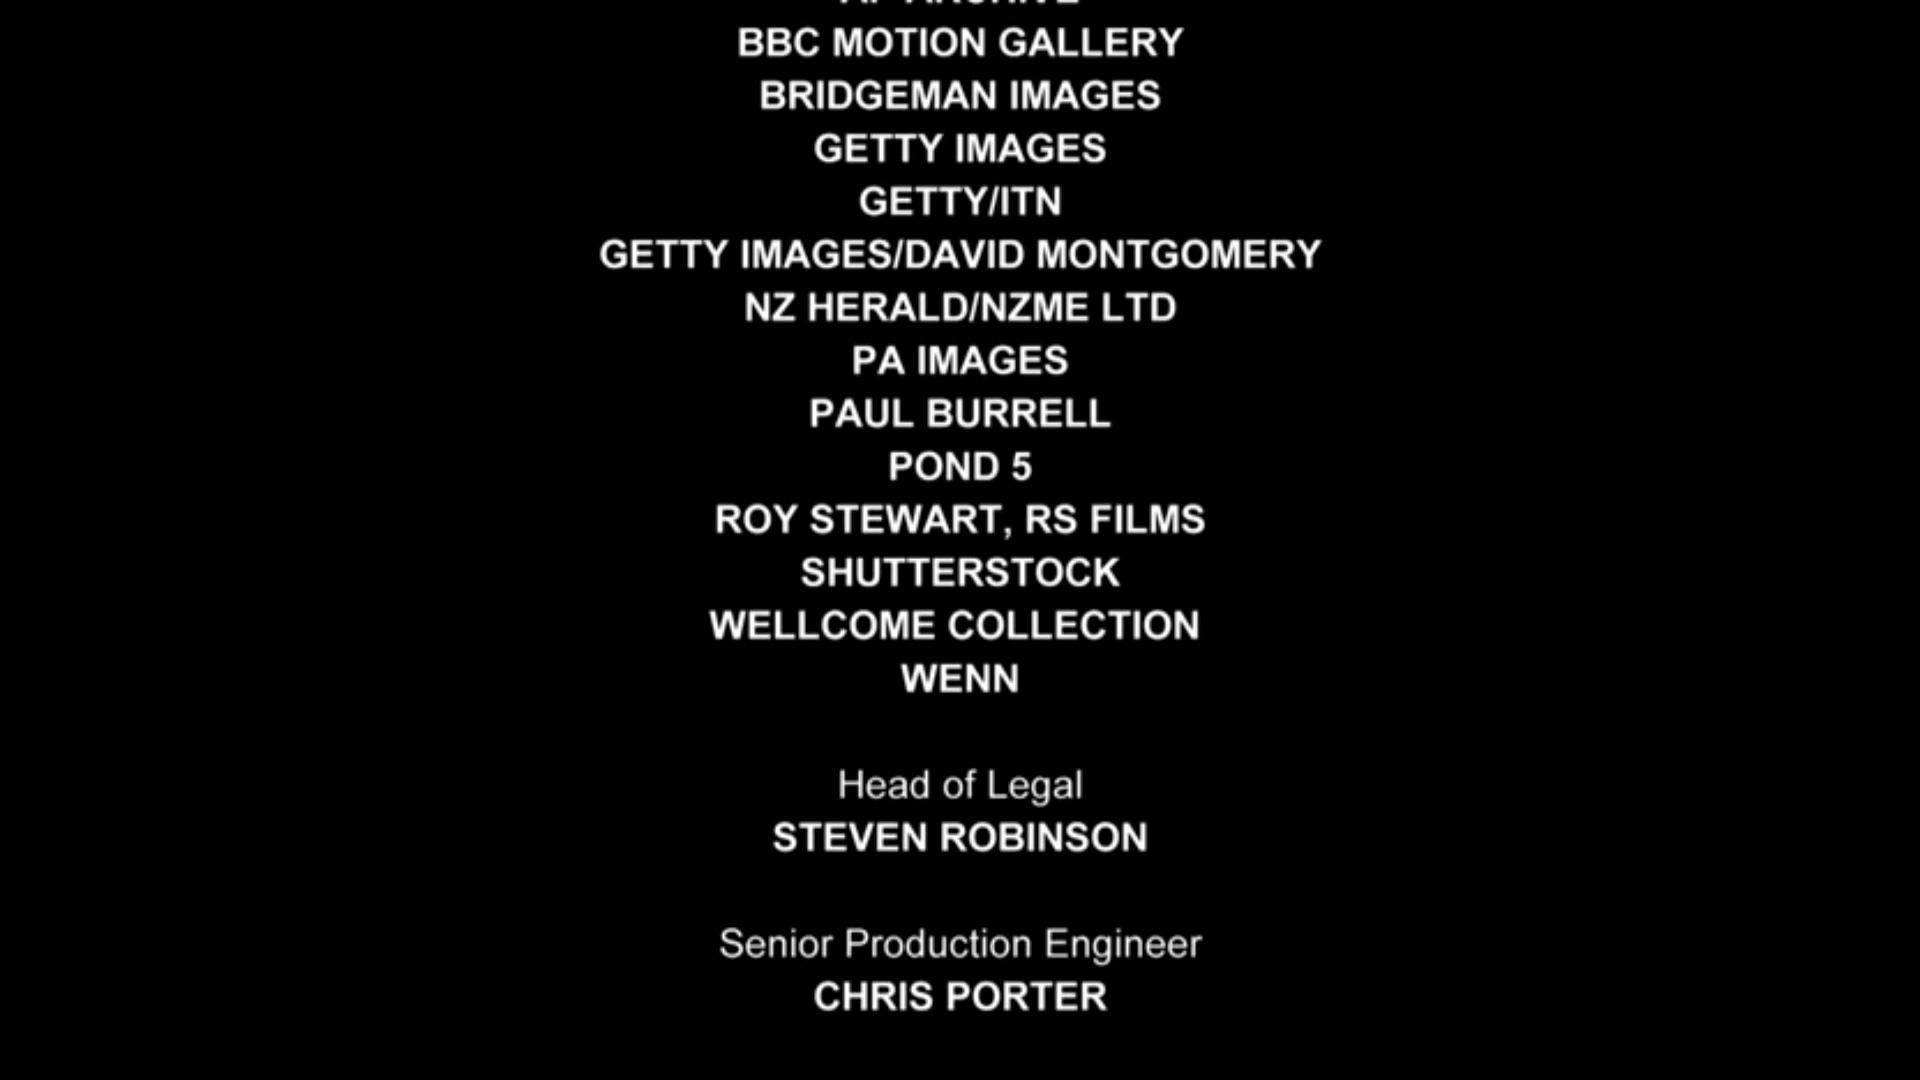 BBC MOTION GALLERY
BRIDGEMAN IMAGES
GETTY IMAGES
GETTY/ITN
GETTY IMAGES/DAVID MONTGOMERY
NZ HERALD/NZME LTD
PA IMAGES
PAUL BURRELL
POND 5
ROY STEWART, RS FILMS
SHUTTERSTOCK
WELLCOME COLLECTION
WENN
Head of Legal
STEVEN ROBINSON
Senior Production Engineer
CHRIS PORTER